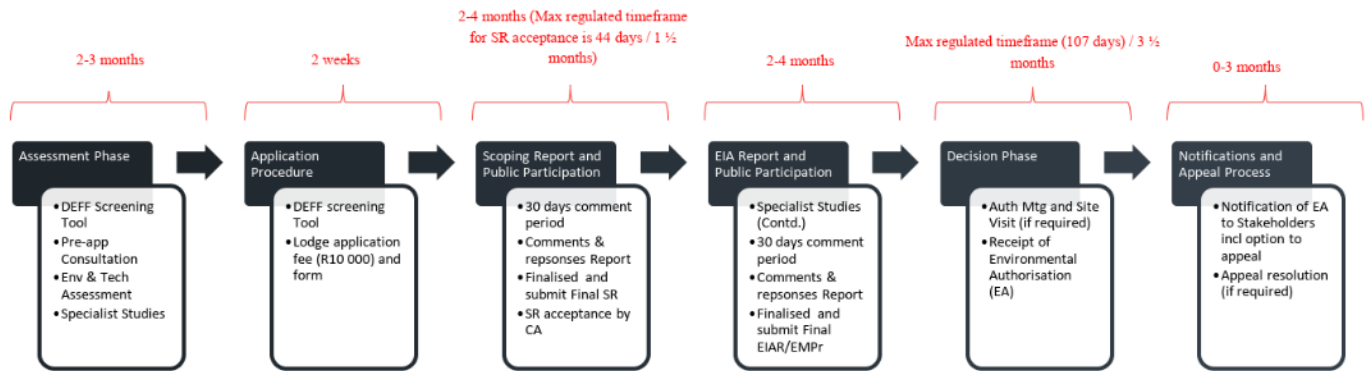 2-3 months
2 weeks
2-4 months (Max regulated timeframe
for SR acceptance is 44 days / 1 ½
months)
2-4 months
Max regulated timeframe (107 days) / 3 ½
months
0-3 months
Assessment Phase
•DEFF Screening
Tool
•Pre-app
Consultation
•Env & Tech
Assessment
•Specialist Studies
Application
Procedure
•DEFF screening
Tool
•Lodge application
fee (R10 000) and
form
Scoping Report and
Public Participation
•30 days comment
period
•Comments &
repsonses Report
•Finalised and
submit Final SR
•SR acceptance by
CA
EIA Report and
Public Participation
•Specialist Studies
(Contd.)
•30 days comment
period
•Comments &
repsonses Report
•Finalised and
submit Final
EIAR/EMPr
Decision Phase
•Auth Mtg and Site
Visit (if required)
•Receipt of
Environmental
Authorisation
(EA)
Notifications and
Appeal Process
•Notification of EA
to Stakeholders
incl option to
appeal
•Appeal resolution
(if required)